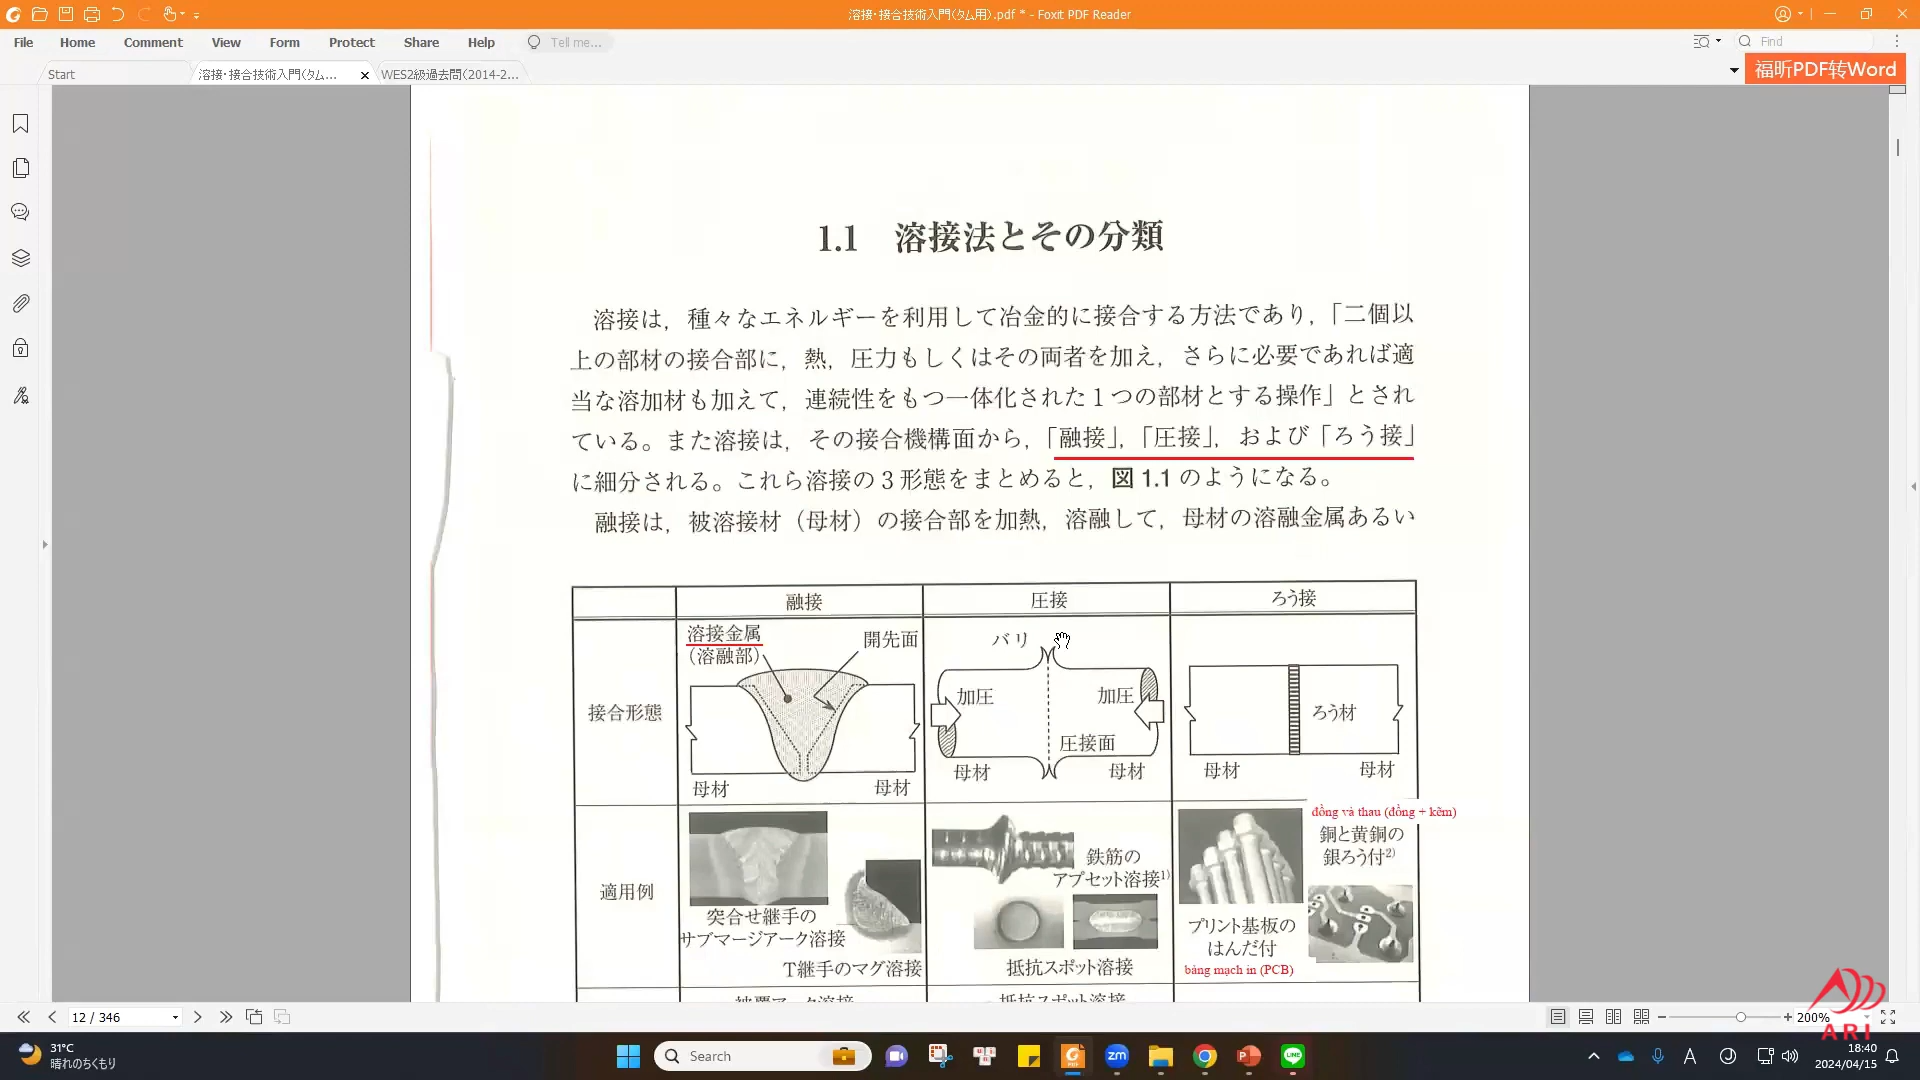 溶接・接合技術入門(タム用).pdf * - Foxit PDF Reader
File Home Comment View Form Protect Share Help Tell me... Find
Start
溶接・接合技術入門(タム...
WES2級過去問(2014-2...
福昕PDF转Word
1.1 溶接法とその分類
溶接は，種々なエネルギーを利用して冶金的に接合する方法であり，「二個以
上の部材の接合部に，熱，圧力もしくはその両者を加え，さらに必要であれば適
当な溶加材も加えて，連続性をもつ一体化された１つの部材とする操作」とされ
ている。また溶接は，その接合機構面から，「融接」，「圧接」，および「ろう接」
に細分される。これら溶接の３形態をまとめると，図 1.1 のようになる。
融接は，被溶接材（母材）の接合部を加熱，溶融して，母材の溶融金属あるい
融接 圧接 ろう接
接合形態
溶接金属
（溶融部）
開先面
母材 母材
バリ
加圧 加圧
圧接面
母材 母材
ろう材
母材 母材
適用例
突合せ継手の
サブマージアーク溶接
T継手のマグ溶接
鉄筋の
アプセット溶接1)
抵抗スポット溶接
đồng và thau (đồng + kẽm)
銅と黄銅の
銀ろう付2)
プリント基板の
はんだ付
bảng mạch in (PCB)
被覆アーク溶接 抵抗スポット溶接
12 / 346
200%
ARI
31°C
晴れのちくもり
Search
18:40
2024/04/15